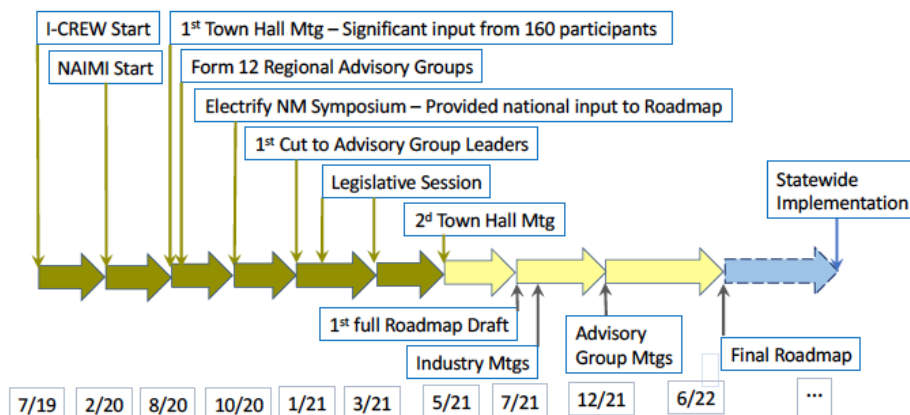 I-CREW Start
1st Town Hall Mtg – Significant input from 160 participants
NAIMI Start
Form 12 Regional Advisory Groups
Electrify NM Symposium – Provided national input to Roadmap
1st Cut to Advisory Group Leaders
Legislative Session
Statewide
Implementation
2d Town Hall Mtg
1st full Roadmap Draft
Industry Mtgs
Advisory
Group Mtgs
Final Roadmap
7/19
2/20
8/20
10/20
1/21
3/21
5/21
7/21
12/21
6/22
...